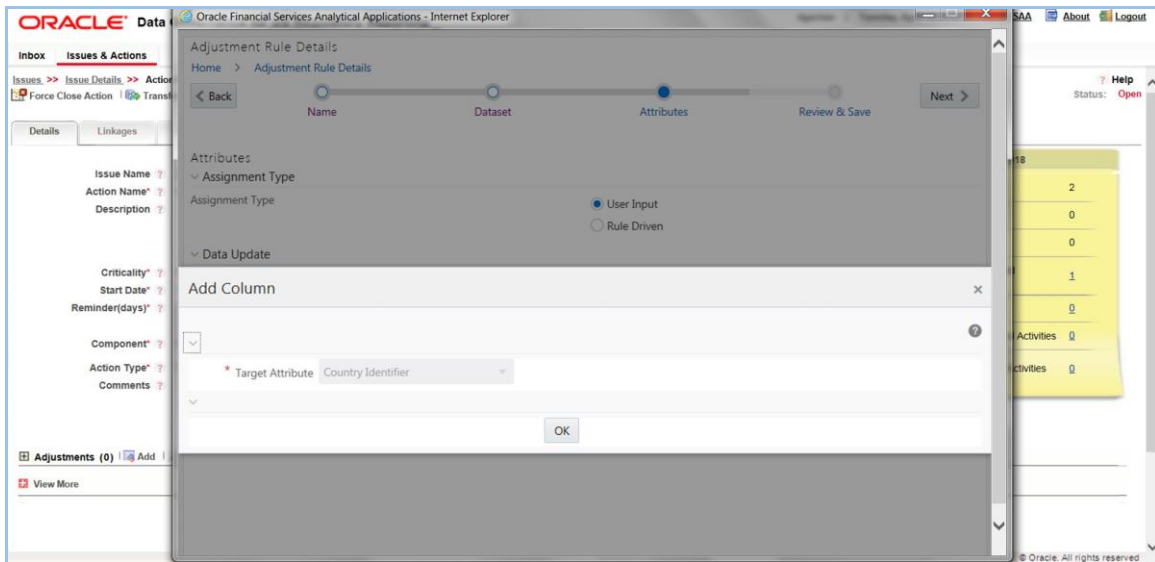 ORACLE® Data
Oracle Financial Services Analytical Applications - Internet Explorer
SAA About Logout
Inbox Issues & Actions
Issues >> Issue Details >> Action
Force Close Action Transf
? Help
Status: Open
Details Linkages
Issue Name ?
Action Name* ?
Description ?
Criticality* ?
Start Date* ?
Reminder(days)* ?
Component* ?
Action Type* ?
Comments ?
Adjustments (0) Add
View More
Adjustment Rule Details
Home > Adjustment Rule Details
< Back
Name
Dataset
Attributes
Review & Save
Next >
Attributes
Assignment Type
Assignment Type
User Input
Rule Driven
Data Update
Add Column ×
?
* Target Attribute Country Identifier
OK
18
2
0
0
1
0
Activities 0
ctivities 0
© Oracle. All rights reserved